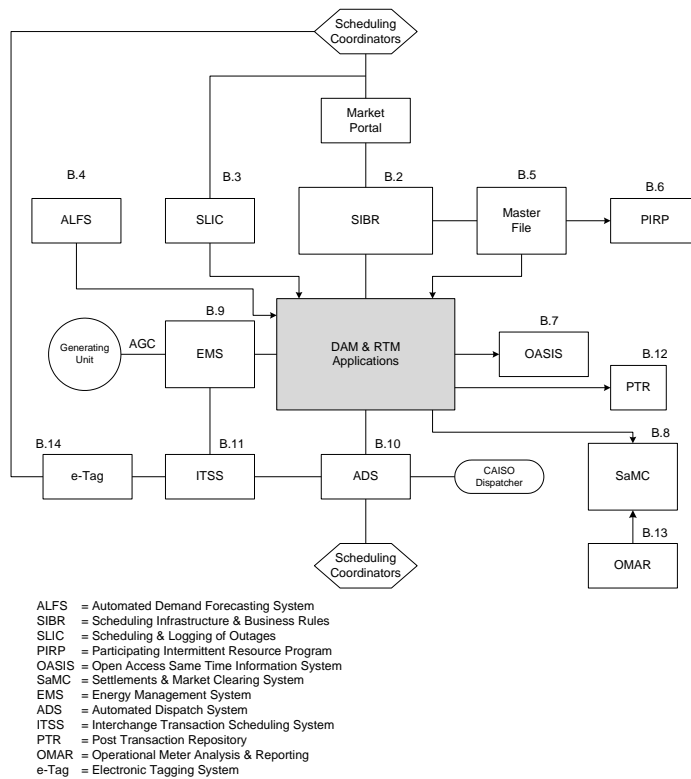 Scheduling
Coordinators
Market
Portal
B.4
B.3
B.2
B.5
B.6
ALFS
SLIC
SIBR
Master
File
PIRP
B.9
B.7
Generating
Unit
AGC
EMS
DAM & RTM
Applications
OASIS
B.12
PTR
B.14
B.11
B.10
B.8
e-Tag
ITSS
ADS
CAISO
Dispatcher
SaMC
B.13
Scheduling
Coordinators
OMAR
ALFS = Automated Demand Forecasting System
SIBR = Scheduling Infrastructure & Business Rules
SLIC = Scheduling & Logging of Outages
PIRP = Participating Intermittent Resource Program
OASIS = Open Access Same Time Information System
SaMC = Settlements & Market Clearing System
EMS = Energy Management System
ADS = Automated Dispatch System
ITSS = Interchange Transaction Scheduling System
PTR = Post Transaction Repository
OMAR = Operational Meter Analysis & Reporting
e-Tag = Electronic Tagging System